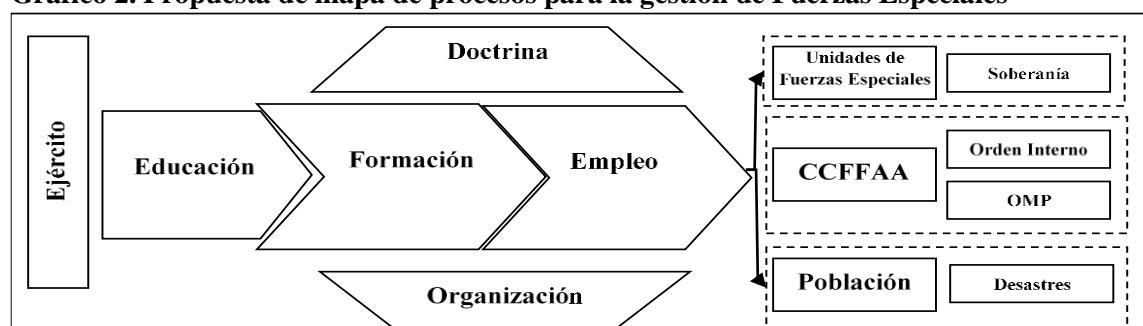 Gráfico 2. Propuesta de mapa de procesos para la gestión de Fuerzas Especiales
Ejército
Educación
Doctrina
Formación
Empleo
Organización
Unidades de
Fuerzas Especiales
Soberanía
CCFFAA
Orden Interno
OMP
Población
Desastres